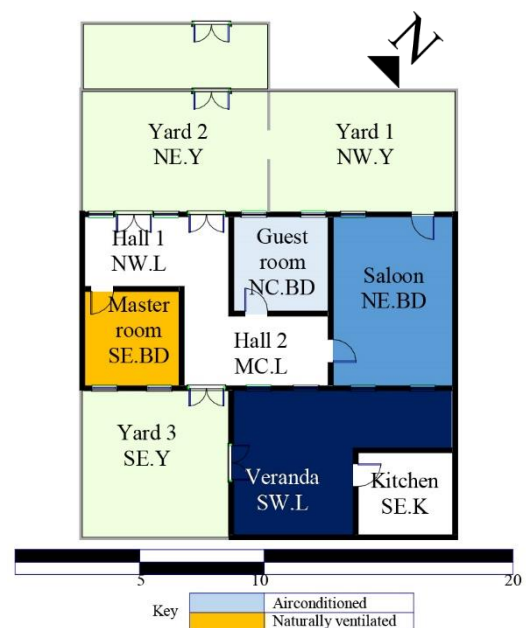 N
Yard 2
NE.Y
Yard 1
NW.Y
Hall 1
NW.L
Guest
room
NC.BD
Saloon
NE.BD
Master
room
SE.BD
Hall 2
MC.L
Yard 3
SE.Y
Veranda
SW.L
Kitchen
SE.K
5
10
20
Key
Airconditioned
Naturally ventilated